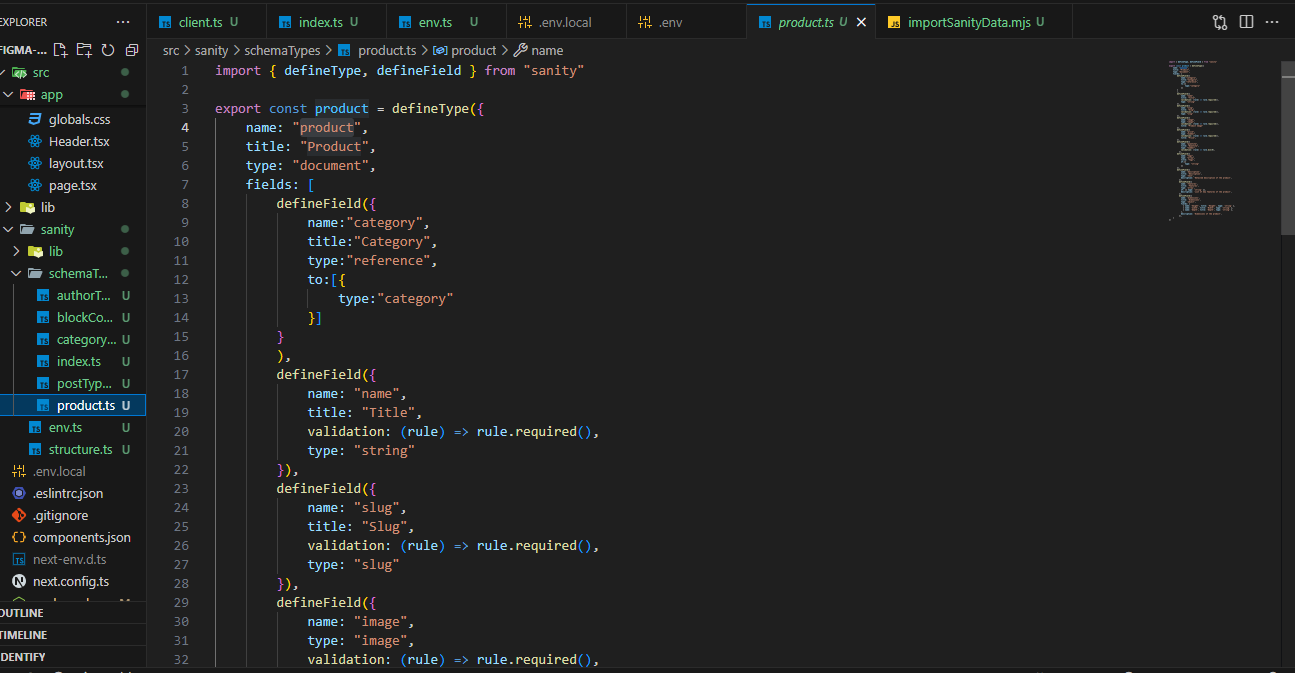 EXPLORER ...
client.ts U index.ts U env.ts U .env.local .env product.ts U importSanityData.mjs U ...
FIGMA-...
src > sanity > schemaTypes > product.ts > product > name
src
app
globals.css
Header.tsx
layout.tsx
page.tsx
lib
sanity
lib
schemaT...
authorT... U
blockCo... U
category... U
index.ts U
postTyp... U
product.ts U
env.ts U
structure.ts U
.env.local
.eslintrc.json
.gitignore
components.json
next-env.d.ts
next.config.ts
OUTLINE
TIMELINE
IDENTIFY
1 import { defineType, defineField } from "sanity"
2
3 export const product = defineType({
4 name: "product",
5 title: "Product",
6 type: "document",
7 fields: [
8 defineField({
9 name:"category",
10 title:"Category",
11 type:"reference",
12 to:[{
13 type:"category"
14 }]
15 }
16 ),
17 defineField({
18 name: "name",
19 title: "Title",
20 validation: (rule) => rule.required(),
21 type: "string"
22 }),
23 defineField({
24 name: "slug",
25 title: "Slug",
26 validation: (rule) => rule.required(),
27 type: "slug"
28 }),
29 defineField({
30 name: "image",
31 type: "image",
32 validation: (rule) => rule.required(),